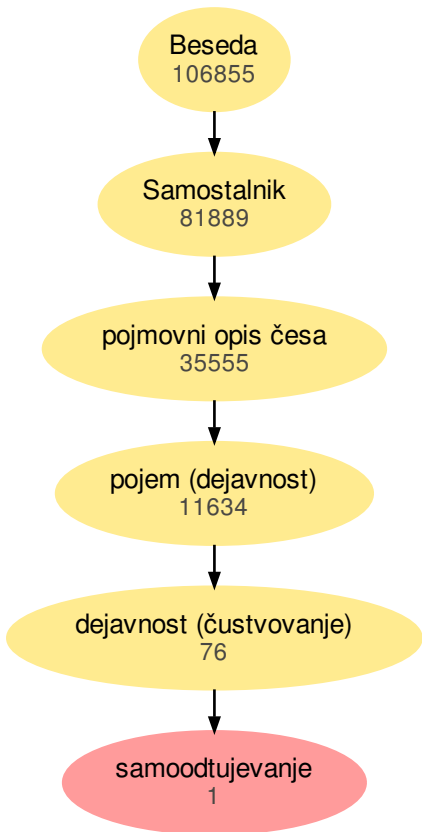 Beseda
106855
Samostalnik
81889
pojmovni opis česa
35555
pojem (dejavnost)
11634
dejavnost (čustvovanje)
76
samoodtujevanje
1